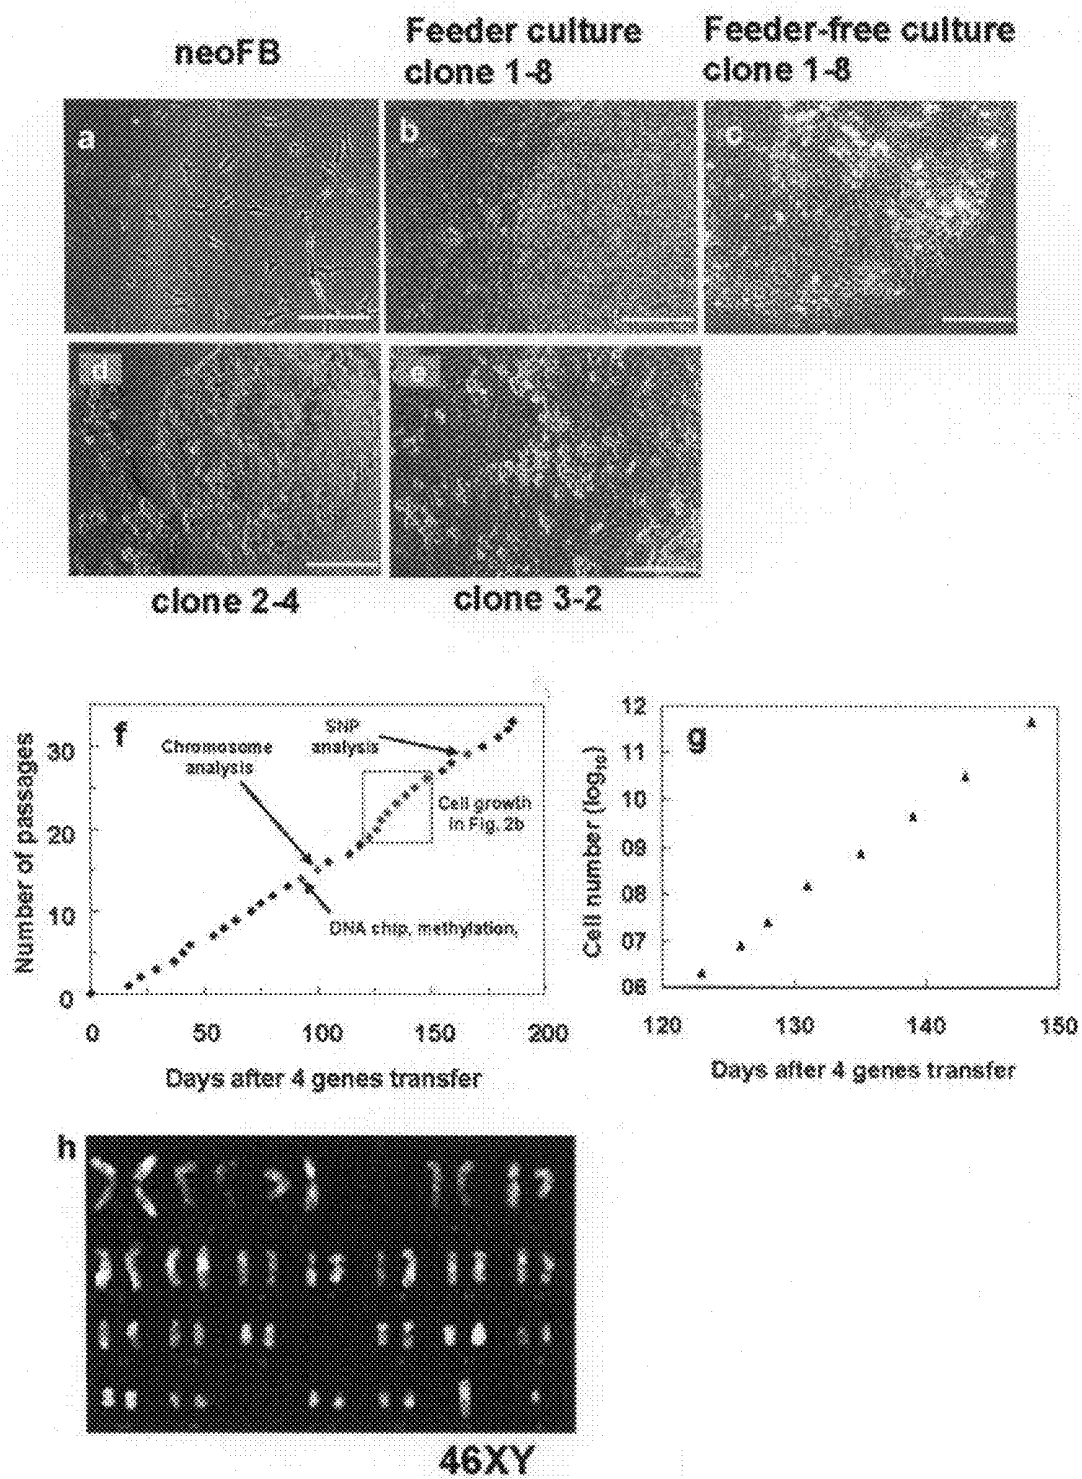 neoFB
Feeder culture
clone 1-8
Feeder-free culture
clone 1-8
a
b
c
d
e
clone 2-4
clone 3-2
f
Number of passages
30
20
10
0
Chromosome
analysis
SNP
analysis
Cell growth
in Fig. 2b
DNA chip, methylation,
0
50
100
150
200
Days after 4 genes transfer
g
Cell number (log10)
12
11
10
09
08
07
06
120
130
140
150
Days after 4 genes transfer
h
46XY